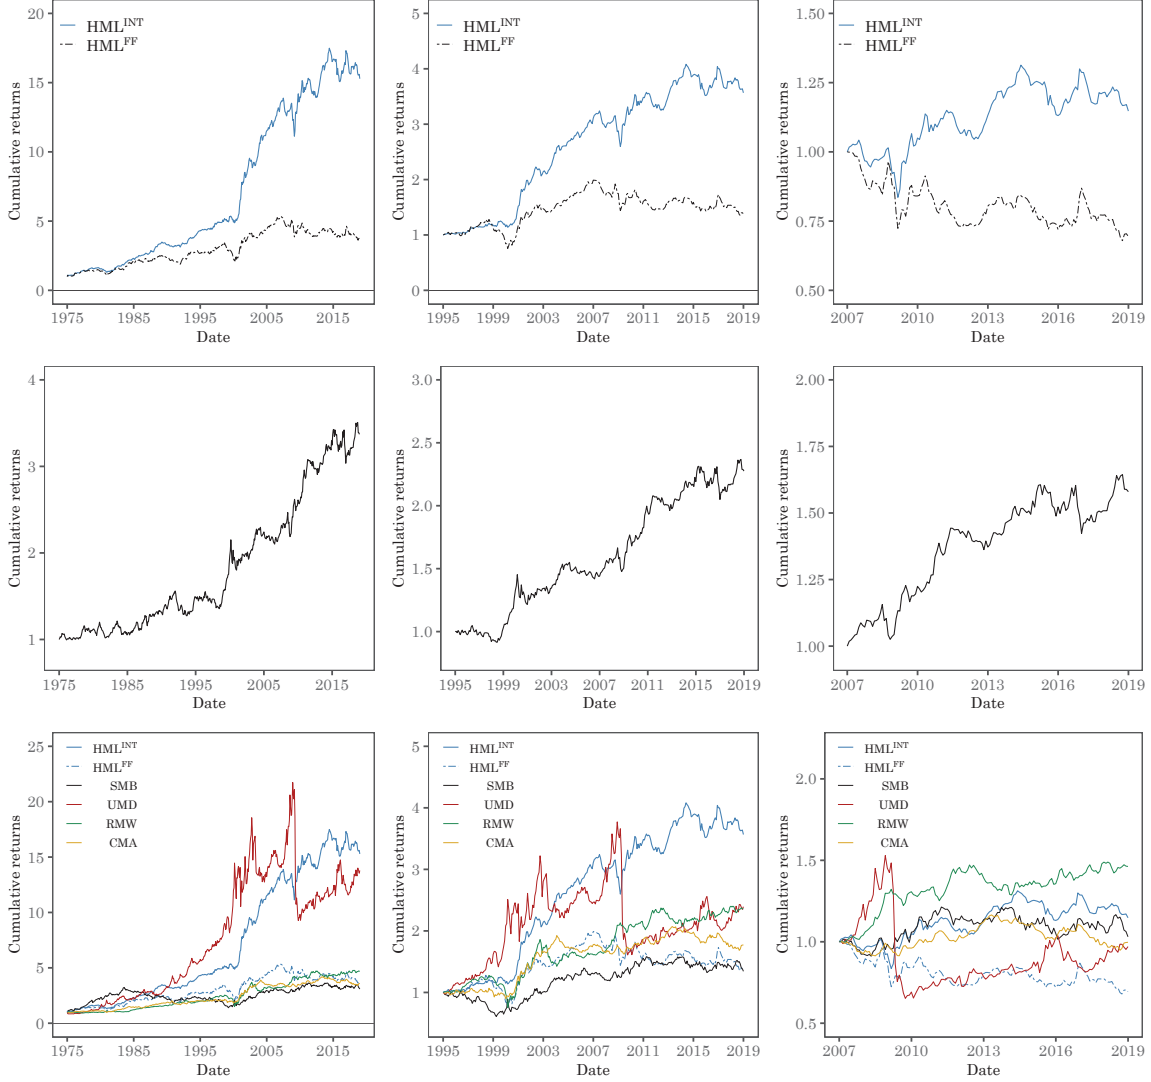 20
15
10
5
0
Cumulative returns
HML^INT
HML^FF
1975 1985 1995 2005 2015
Date
5
4
3
2
1
0
Cumulative returns
HML^INT
HML^FF
1995 1999 2003 2007 2011 2015 2019
Date
1.50
1.25
1.00
0.75
0.50
Cumulative returns
HML^INT
HML^FF
2007 2010 2013 2016 2019
Date
4
3
2
1
Cumulative returns
1975 1985 1995 2005 2015
Date
3.0
2.5
2.0
1.5
1.0
Cumulative returns
1995 1999 2003 2007 2011 2015 2019
Date
2.00
1.75
1.50
1.25
1.00
Cumulative returns
2007 2010 2013 2016 2019
Date
25
20
15
10
5
0
Cumulative returns
HML^INT
HML^FF
SMB
UMD
RMW
CMA
1975 1985 1995 2005 2015
Date
5
4
3
2
1
Cumulative returns
HML^INT
HML^FF
SMB
UMD
RMW
CMA
1995 1999 2003 2007 2011 2015 2019
Date
2.0
1.5
1.0
0.5
Cumulative returns
HML^INT
HML^FF
SMB
UMD
RMW
CMA
2007 2010 2013 2016 2019
Date